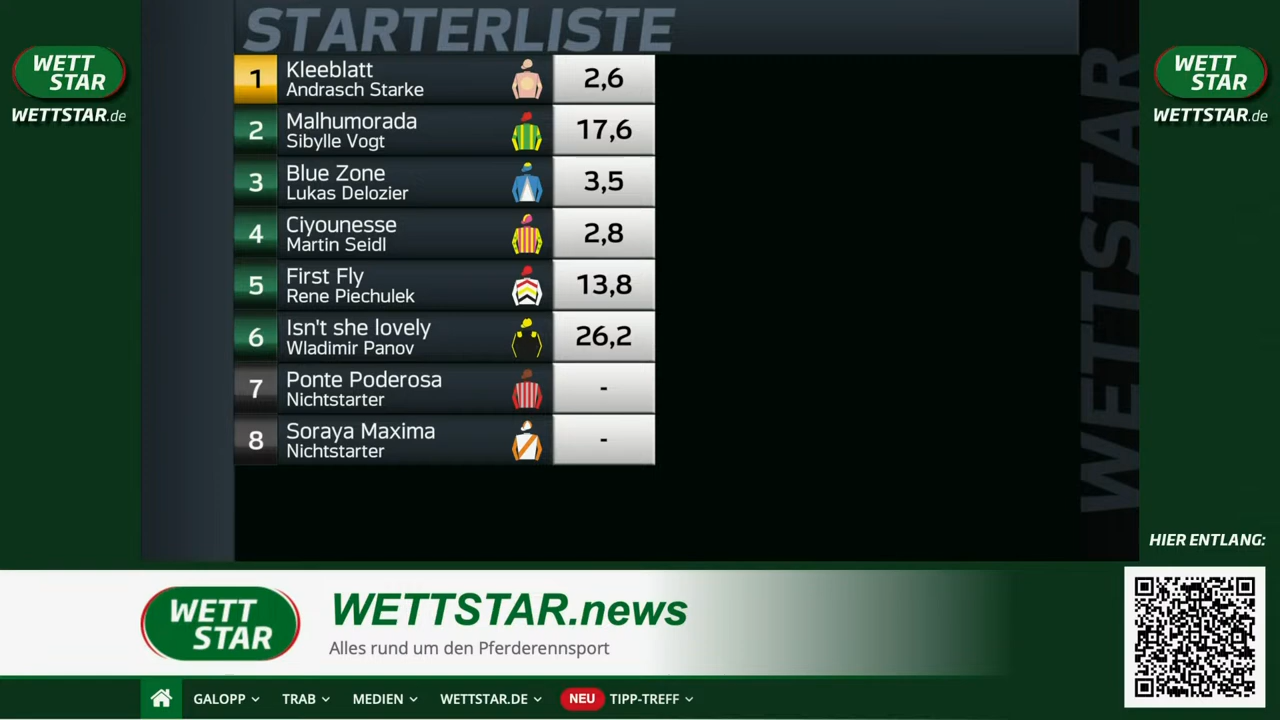 STARTERLISTE
WETT
STAR
WETTSTAR.de
WETT
STAR
WETTSTAR.de
1 Kleeblatt 2,6
Andrasch Starke
2 Malhumorada 17,6
Sibylle Vogt
3 Blue Zone 3,5
Lukas Delozier
4 Ciyounesse 2,8
Martin Seidl
5 First Fly 13,8
Rene Piechulek
6 Isn't she lovely 26,2
Wladimir Panov
7 Ponte Poderosa -
Nichtstarter
8 Soraya Maxima -
Nichtstarter
WETTSTAR
HIER ENTLANG:
WETT
STAR
WETTSTAR.news
Alles rund um den Pferderennsport
GALOPP TRAB MEDIEN WETTSTAR.DE NEU TIPP-TREFF